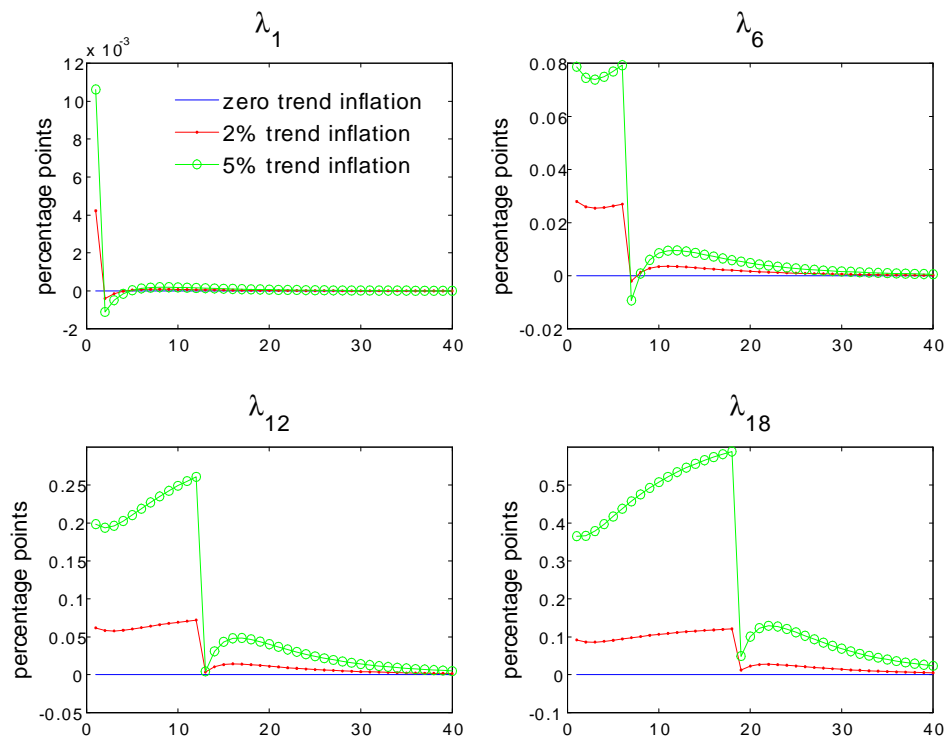 λ1
x 10-3
12
10
8
6
4
2
0
-2
percentage points
zero trend inflation
2% trend inflation
5% trend inflation
0 10 20 30 40
λ6
0.08
0.06
0.04
0.02
0
-0.02
percentage points
0 10 20 30 40
λ12
0.25
0.2
0.15
0.1
0.05
0
-0.05
percentage points
0 10 20 30 40
λ18
0.5
0.4
0.3
0.2
0.1
0
-0.1
percentage points
0 10 20 30 40